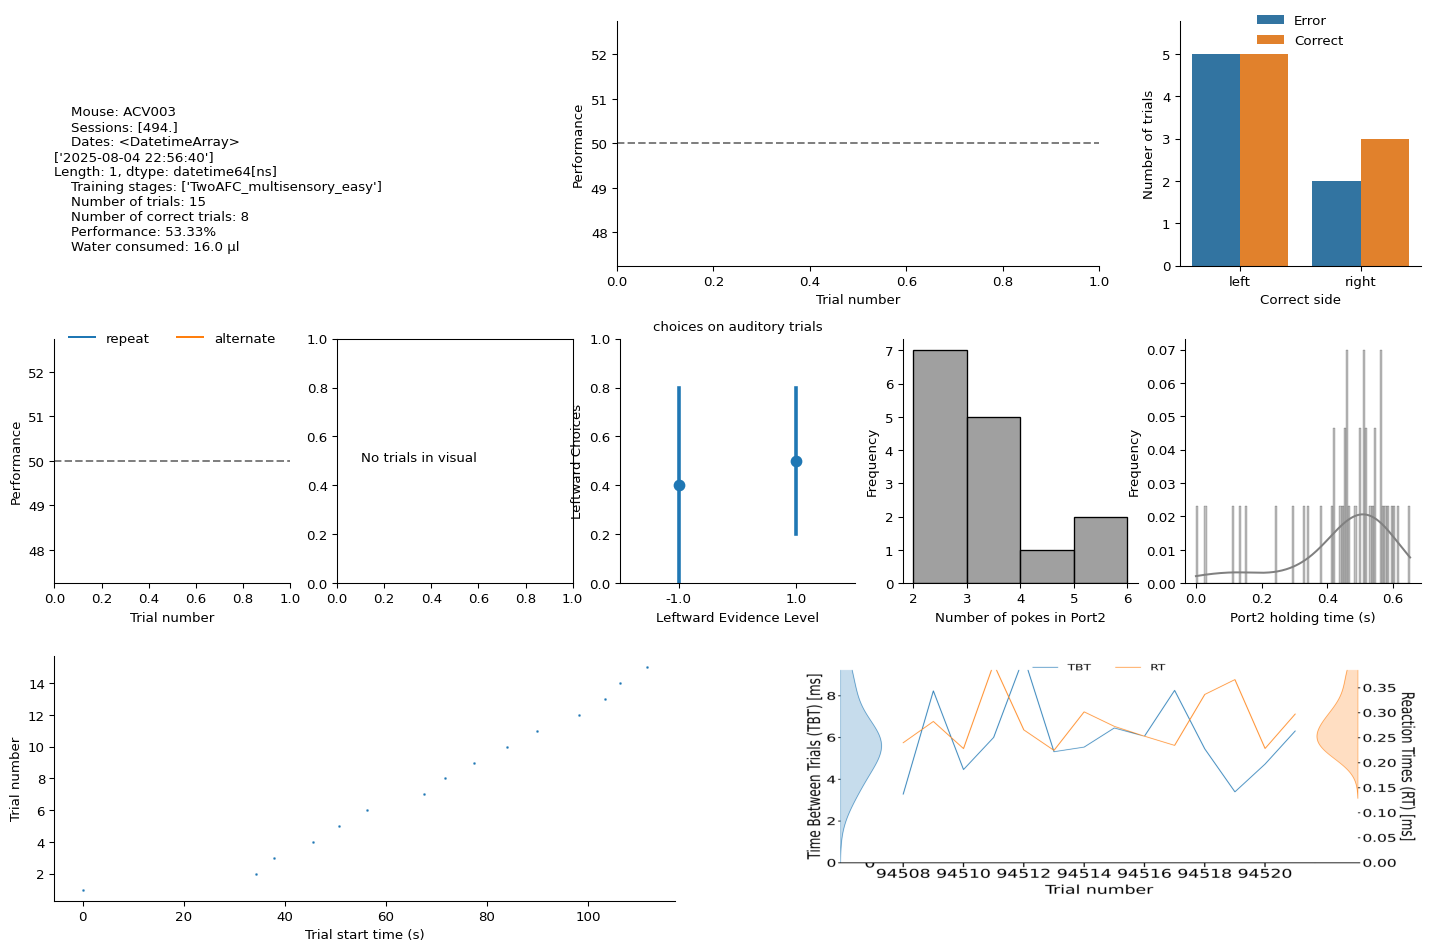 Mouse: ACV003
Sessions: [494.]
Dates: <DatetimeArray>
['2025-08-04 22:56:40']
Length: 1, dtype: datetime64[ns]
Training stages: ['TwoAFC_multisensory_easy']
Number of trials: 15
Number of correct trials: 8
Performance: 53.33%
Water consumed: 16.0 µl
Performance
52
51
50
49
48
0.0 0.2 0.4 0.6 0.8 1.0
Trial number
Error
Correct
Number of trials
5
4
3
2
1
0
left right
Correct side
repeat alternate
Performance
52
51
50
49
48
0.0 0.2 0.4 0.6 0.8 1.0
Trial number
1.0
0.8
0.6
0.4
0.2
0.0
No trials in visual
0.0 0.2 0.4 0.6 0.8 1.0
choices on auditory trials
Leftward Choices
1.0
0.8
0.6
0.4
0.2
0.0
-1.0 1.0
Leftward Evidence Level
Frequency
7
6
5
4
3
2
1
0
2 3 4 5 6
Number of pokes in Port2
Frequency
0.07
0.06
0.05
0.04
0.03
0.02
0.01
0.00
0.0 0.2 0.4 0.6
Port2 holding time (s)
Trial number
14
12
10
8
6
4
2
0 20 40 60 80 100
Trial start time (s)
TBT RT
Time Between Trials (TBT) [ms]
8
6
4
2
0
0
94508 94510 94512 94514 94516 94518 94520
Trial number
0.35
0.30
0.25
0.20
0.15
0.10
0.05
0.00
Reaction Times (RT) [ms]